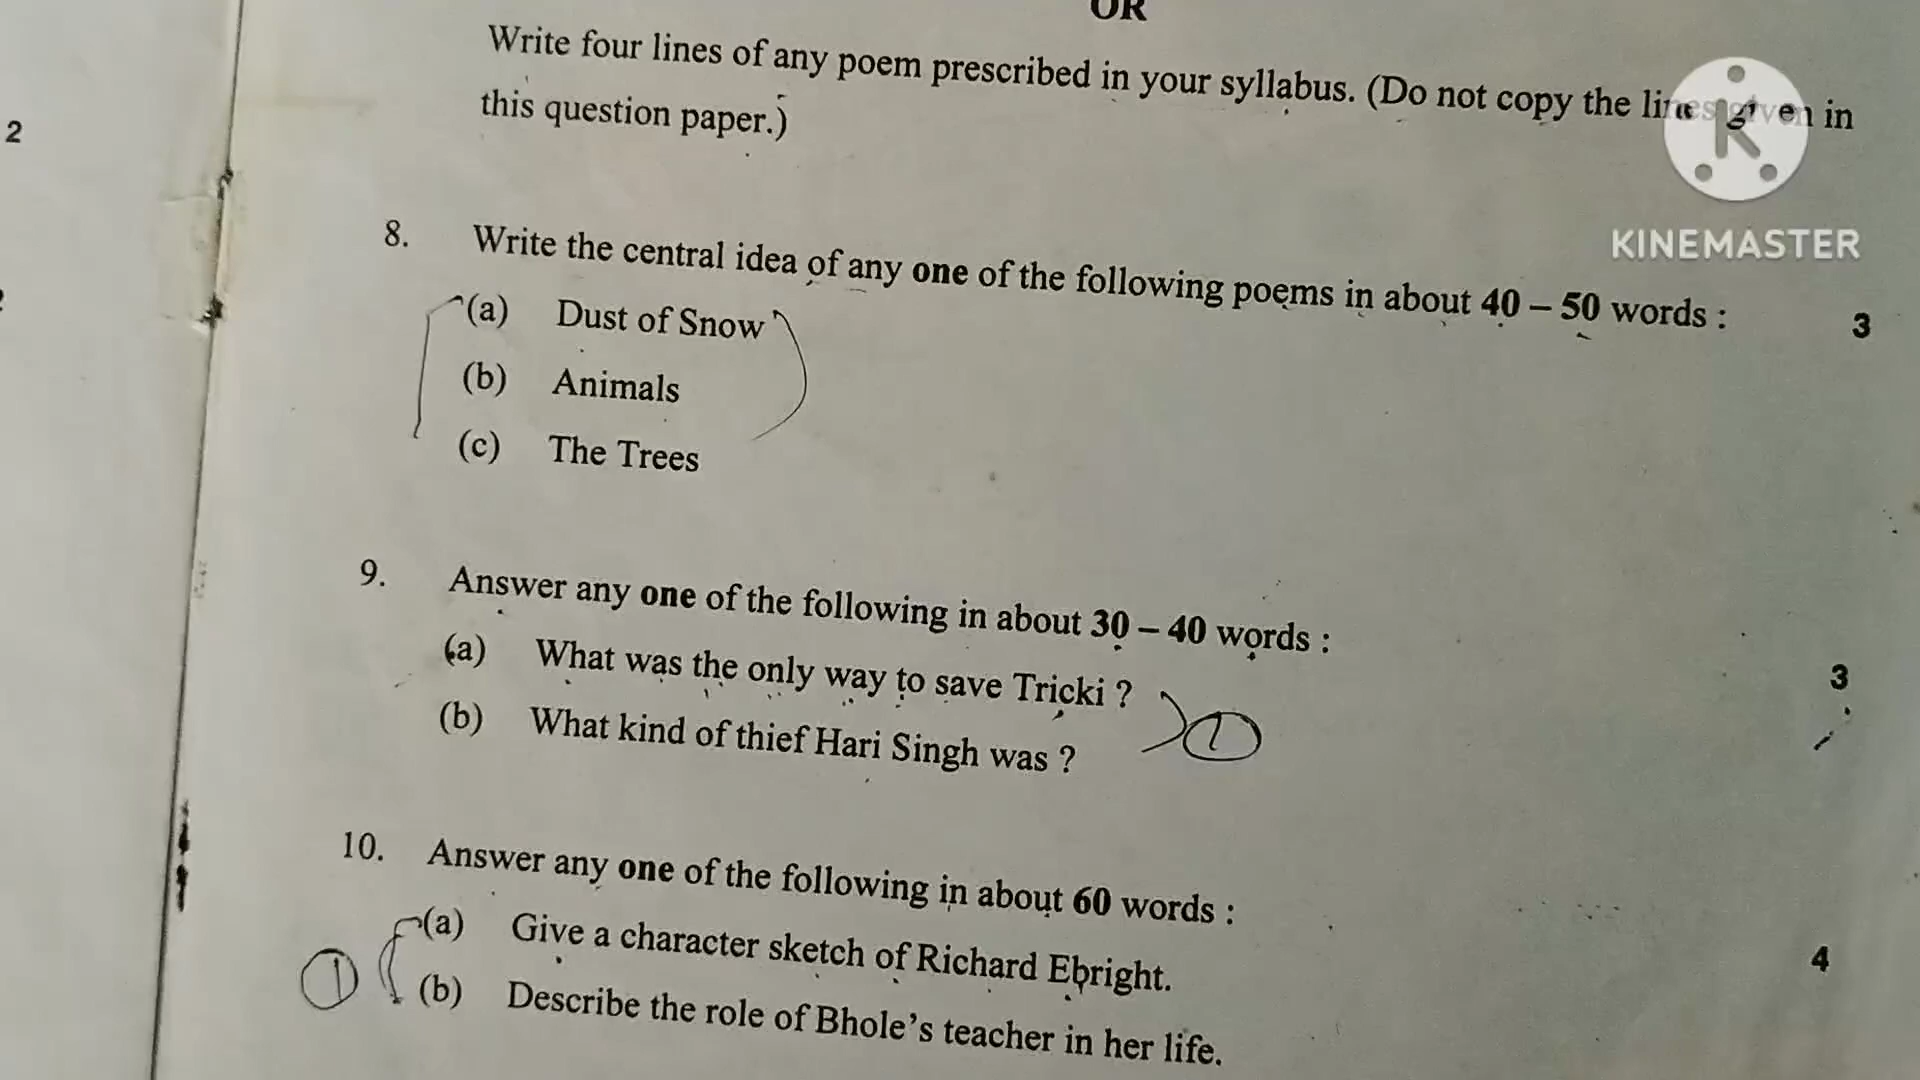 OR
Write four lines of any poem prescribed in your syllabus. (Do not copy the lines given in
this question paper.)
2
KINEMASTER
8. Write the central idea of any one of the following poems in about 40 – 50 words : 3
(a) Dust of Snow
(b) Animals
(c) The Trees
9. Answer any one of the following in about 30 – 40 words : 3
(a) What was the only way to save Tricki ?
(b) What kind of thief Hari Singh was ?
1
10. Answer any one of the following in about 60 words : 4
(a) Give a character sketch of Richard Ebright.
1
(b) Describe the role of Bhole's teacher in her life.